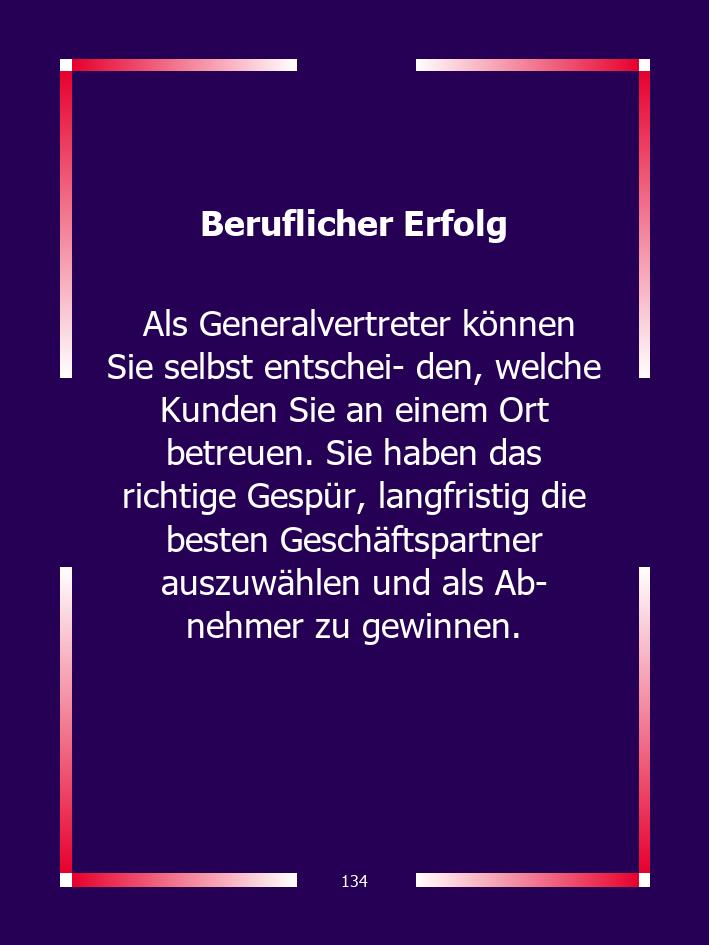 Beruflicher Erfolg
Als Generalvertreter können
Sie selbst entschei- den, welche
Kunden Sie an einem Ort
betreuen. Sie haben das
richtige Gespür, langfristig die
besten Geschäftspartner
auszuwählen und als Ab-
nehmer zu gewinnen.
134